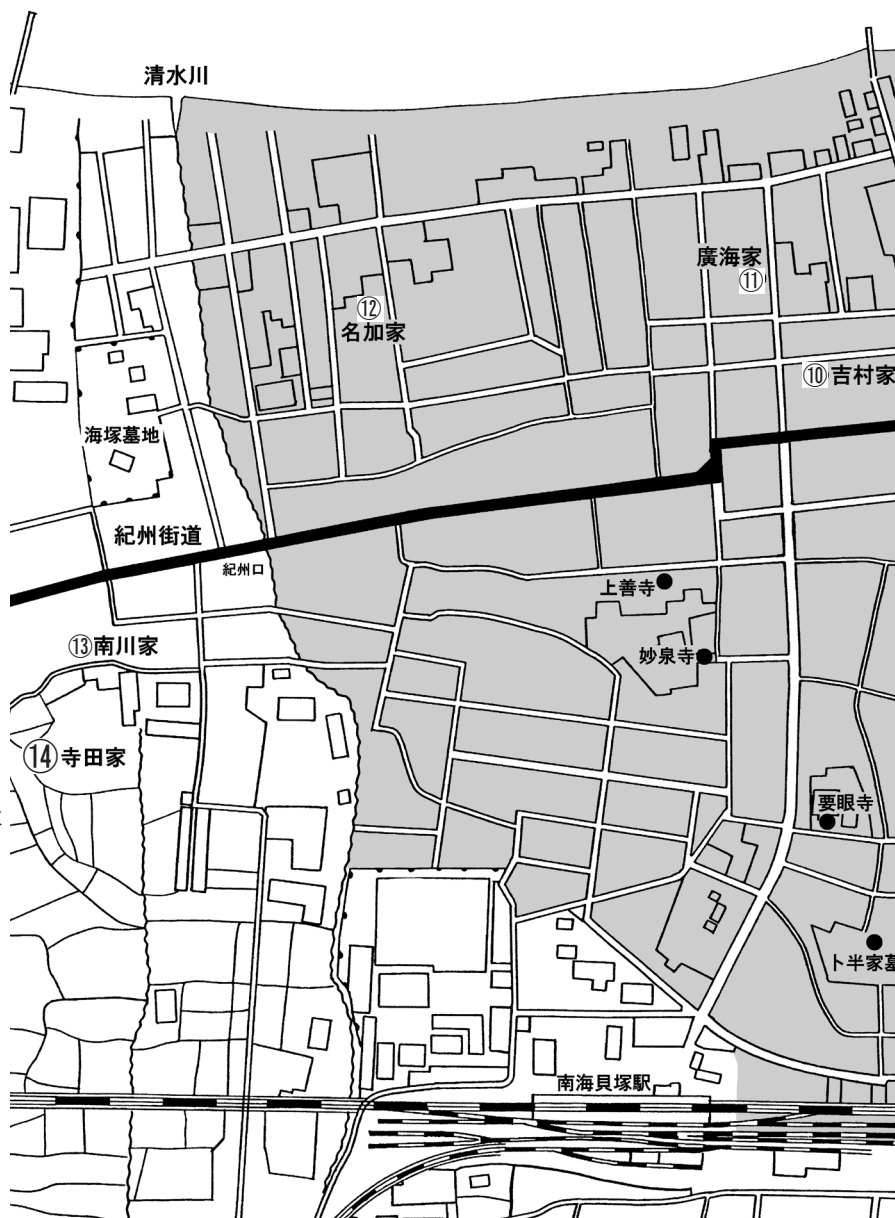 清水川
廣海家
⑪
⑫
名加家
⑩吉村家
海塚墓地
紀州街道
紀州口
上善寺
⑬南川家
妙泉寺
⑭寺田家
要眼寺
卜半家墓
南海貝塚駅